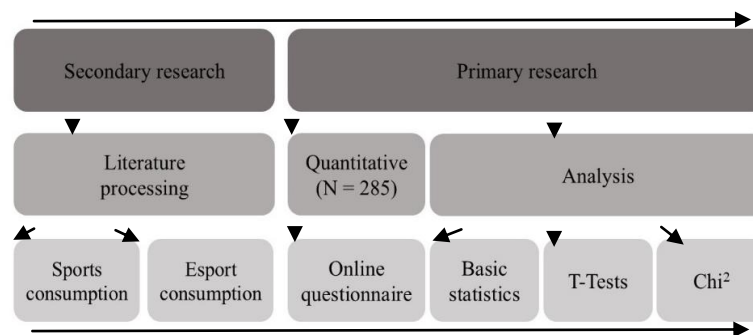 Secondary research
Primary research
Literature
processing
Quantitative
(N = 285)
Analysis
Sports
consumption
Esport
consumption
Online
questionnaire
Basic
statistics
T-Tests
Chi²